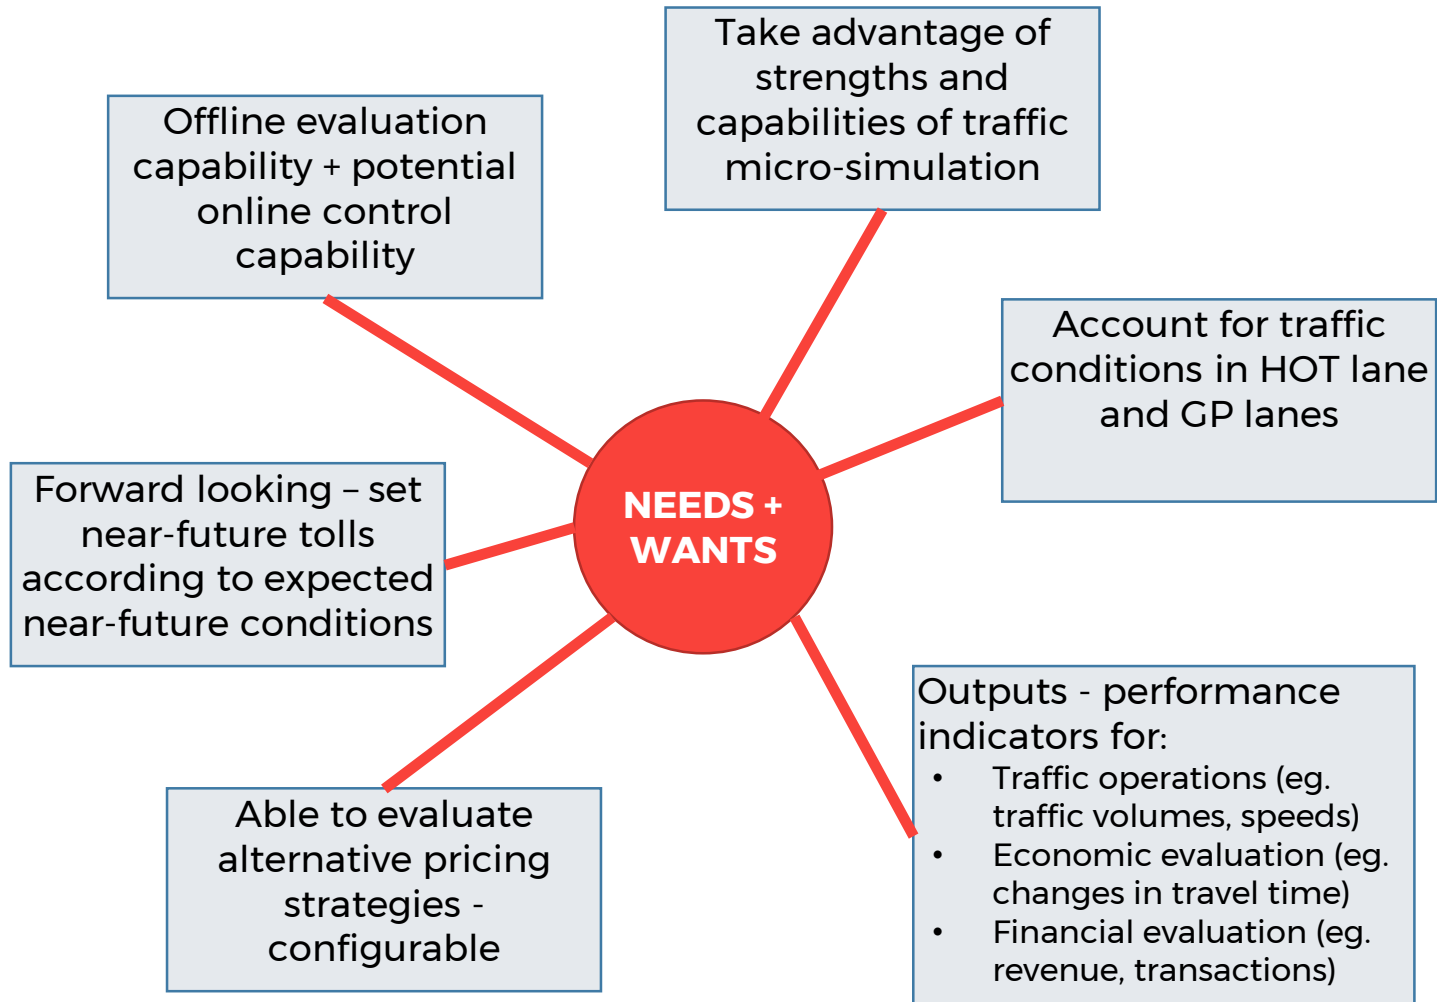 Take advantage of
strengths and
capabilities of traffic
micro-simulation
Offline evaluation
capability + potential
online control
capability
Account for traffic
conditions in HOT lane
and GP lanes
NEEDS +
WANTS
Forward looking – set
near-future tolls
according to expected
near-future conditions
Able to evaluate
alternative pricing
strategies -
configurable
Outputs - performance
indicators for:
• Traffic operations (eg.
traffic volumes, speeds)
• Economic evaluation (eg.
changes in travel time)
• Financial evaluation (eg.
revenue, transactions)